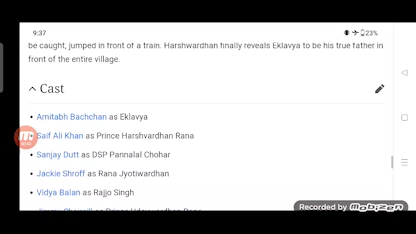 9:37
23%
be caught, jumped in front of a train. Harshwardhan finally reveals Eklavya to be his true father in
front of the entire village.
Cast
Amitabh Bachchan as Eklavya
Saif Ali Khan as Prince Harshvardhan Rana
Sanjay Dutt as DSP Pannalal Chohar
Jackie Shroff as Rana Jyotiwardhan
Vidya Balan as Rajjo Singh
Recorded by Mobizen